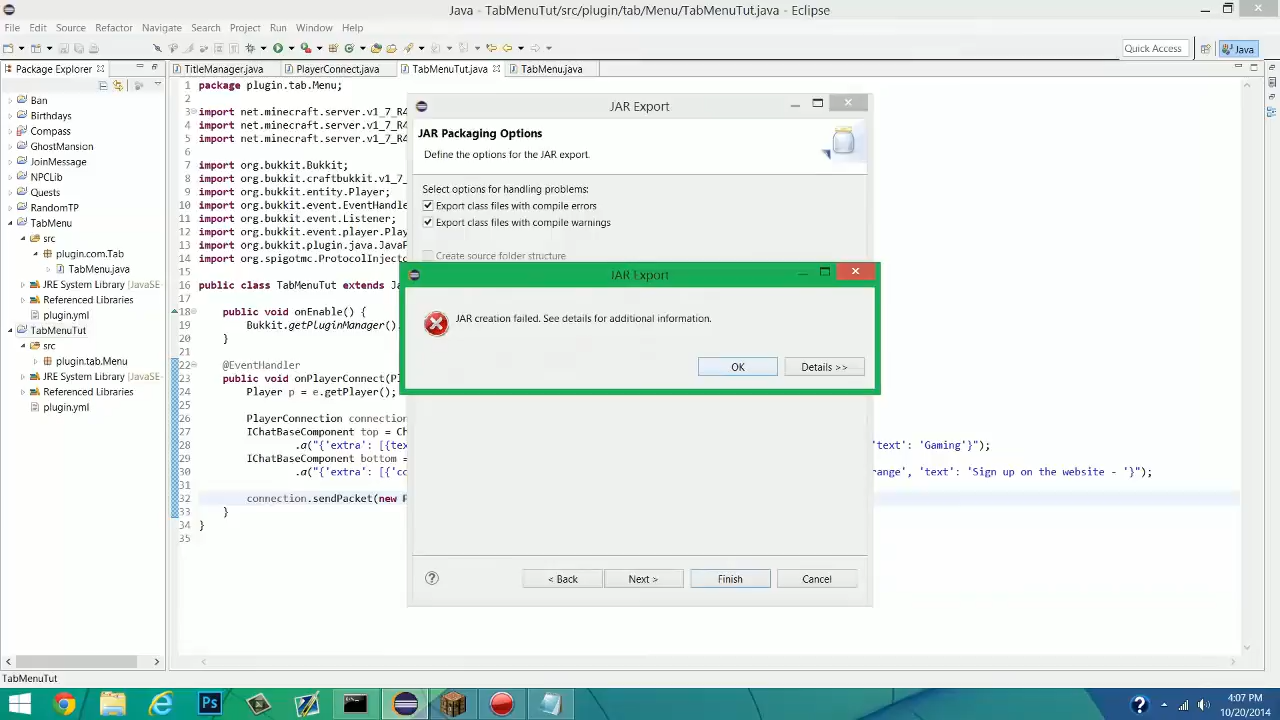 Java - TabMenuTut/src/plugin/tab/Menu/TabMenuTut.java - Eclipse
File Edit Source Refactor Navigate Search Project Run Window Help
Quick Access
Java
Package Explorer
TitleManager.java
PlayerConnect.java
TabMenuTut.java
TabMenu.java
Ban
Birthdays
Compass
GhostMansion
JoinMessage
NPCLib
Quests
RandomTP
TabMenu
src
plugin.com.Tab
TabMenu.java
JRE System Library [JavaSE-
Referenced Libraries
plugin.yml
TabMenuTut
src
plugin.tab.Menu
JRE System Library [JavaSE-
Referenced Libraries
plugin.yml
1 package plugin.tab.Menu;
2
3 import net.minecraft.server.v1_7_R4
4 import net.minecraft.server.v1_7_R4
5 import net.minecraft.server.v1_7_R4
6
7 import org.bukkit.Bukkit;
8 import org.bukkit.craftbukkit.v1_7_
9 import org.bukkit.entity.Player;
10 import org.bukkit.event.EventHandle
11 import org.bukkit.event.Listener;
12 import org.bukkit.event.player.Play
13 import org.bukkit.plugin.java.JavaP
14 import org.spigotmc.ProtocolInjecto
15
16 public class TabMenuTut extends Ja
17
18 public void onEnable() {
19 Bukkit.getPluginManager().
20 }
21
22 @EventHandler
23 public void onPlayerConnect(Pl
24 Player p = e.getPlayer();
25
26 PlayerConnection connection
27 IChatBaseComponent top = Ch
28 .a("{'extra': [{tex 'text': 'Gaming'}");
29 IChatBaseComponent bottom =
30 .a("{'extra': [{'co range', 'text': 'Sign up on the website - '}");
31
32 connection.sendPacket(new P
33 }
34 }
35
JAR Export
JAR Packaging Options
Define the options for the JAR export.
Select options for handling problems:
Export class files with compile errors
Export class files with compile warnings
Create source folder structure
JAR Export
JAR creation failed. See details for additional information.
OK
Details >>
< Back
Next >
Finish
Cancel
TabMenuTut
Ps
4:07 PM
10/20/2014